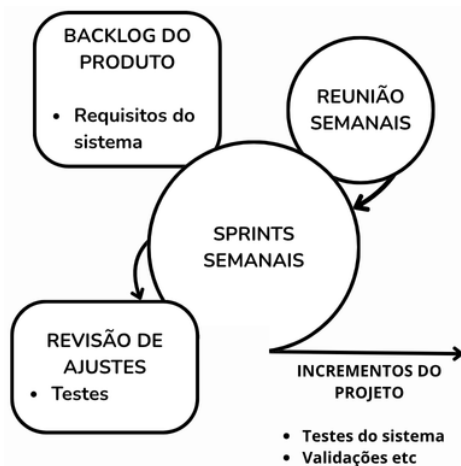 BACKLOG DO
PRODUTO
• Requisitos do
sistema
REUNIÃO
SEMANAIS
SPRINTS
SEMANAIS
REVISÃO DE
AJUSTES
• Testes
INCREMENTOS DO
PROJETO
• Testes do sistema
• Validações etc